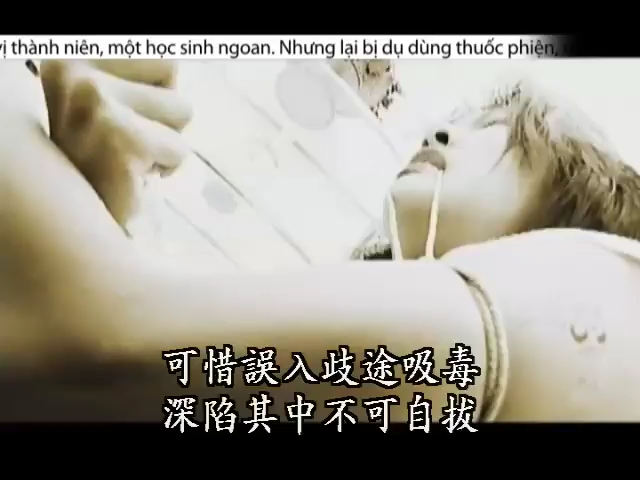 vị thành niên, một học sinh ngoan. Nhưng lại bị dụ dùng thuốc phiện,
可惜誤入歧途吸毒
深陷其中不可自拔